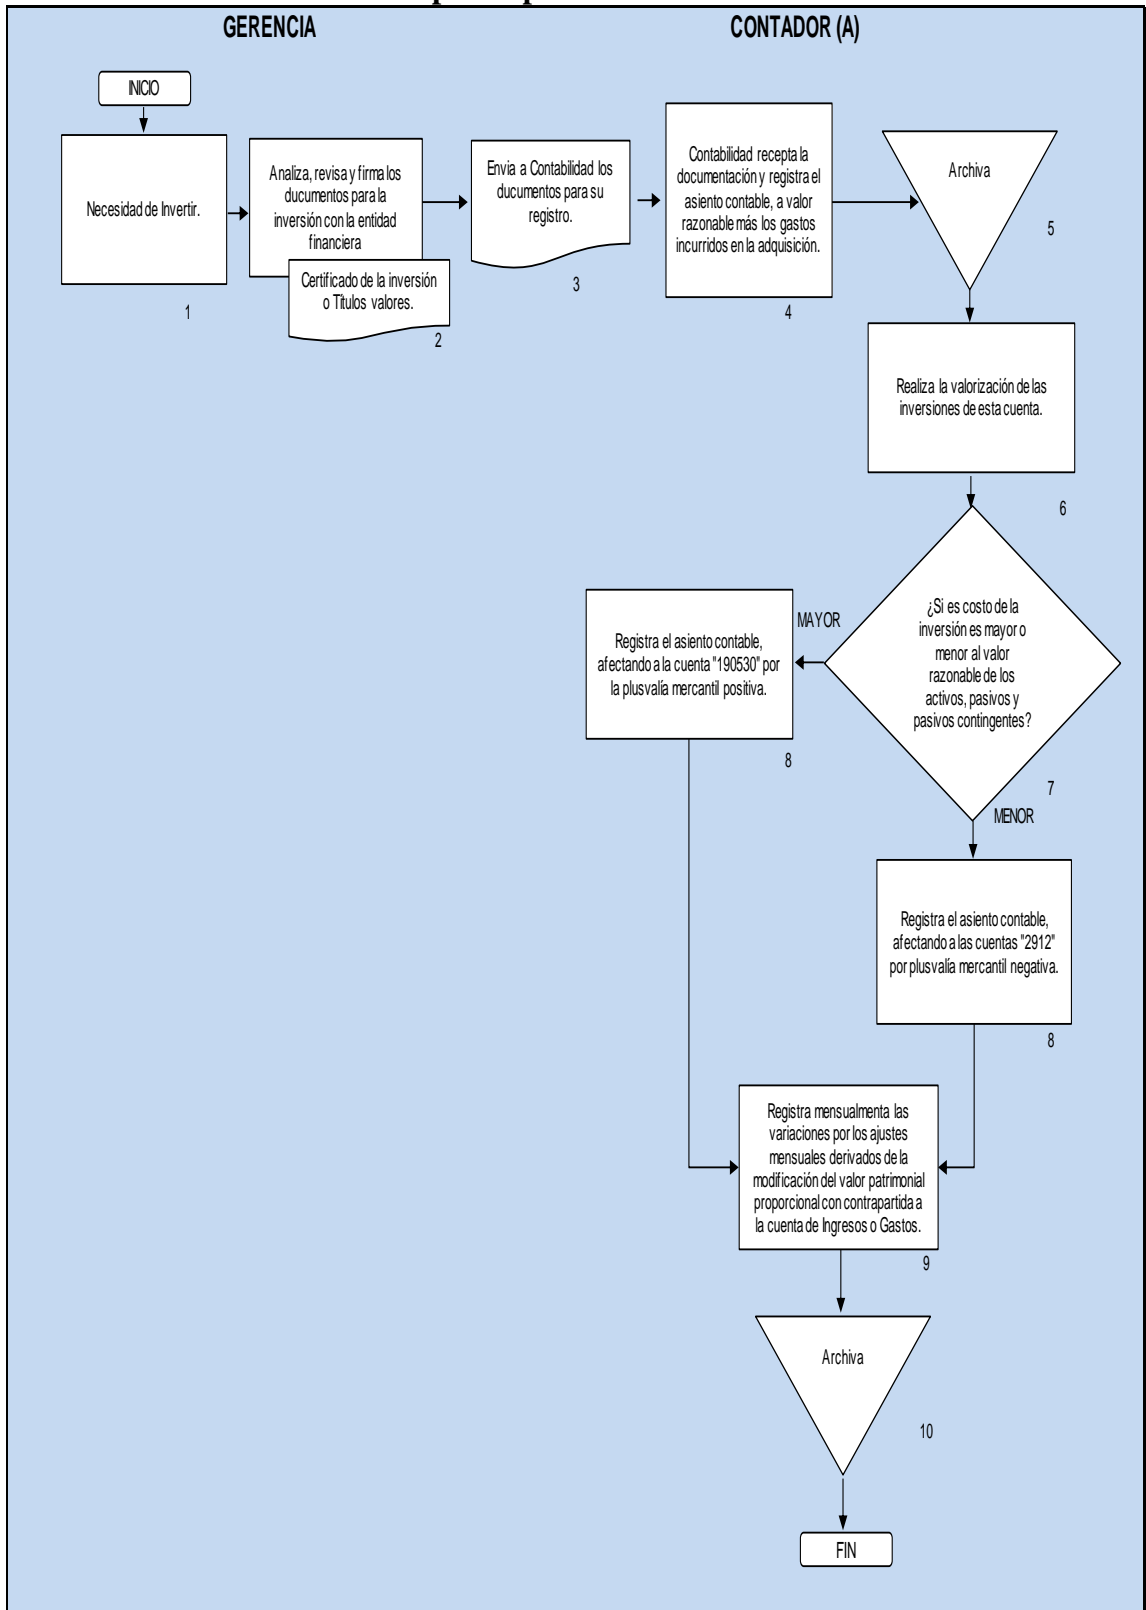 GERENCIA
CONTADOR (A)
INICIO
Necesidad de Invertir.
1
Analiza, revisa y firma los
ducumentos para la
inversión con la entidad
financiera
Certificado de la inversión
o Títulos valores.
2
Envia a Contabilidad los
ducumentos para su
registro.
3
Contabilidad recepta la
documentación y registra el
asiento contable, a valor
razonable más los gastos
incurridos en la adquisición.
4
Archiva
5
Realiza la valorización de las
inversiones de esta cuenta.
6
¿Si es costo de la
inversión es mayor o
menor al valor
razonable de los
activos, pasivos y
pasivos contingentes?
7
MAYOR
Registra el asiento contable,
afectando a la cuenta "190530" por
la plusvalía mercantil positiva.
8
MENOR
Registra el asiento contable,
afectando a las cuentas "2912"
por plusvalía mercantil negativa.
8
Registra mensualmenta las
variaciones por los ajustes
mensuales derivados de la
modificación del valor patrimonial
proporcional con contrapartida a
la cuenta de Ingresos o Gastos.
9
Archiva
10
FIN